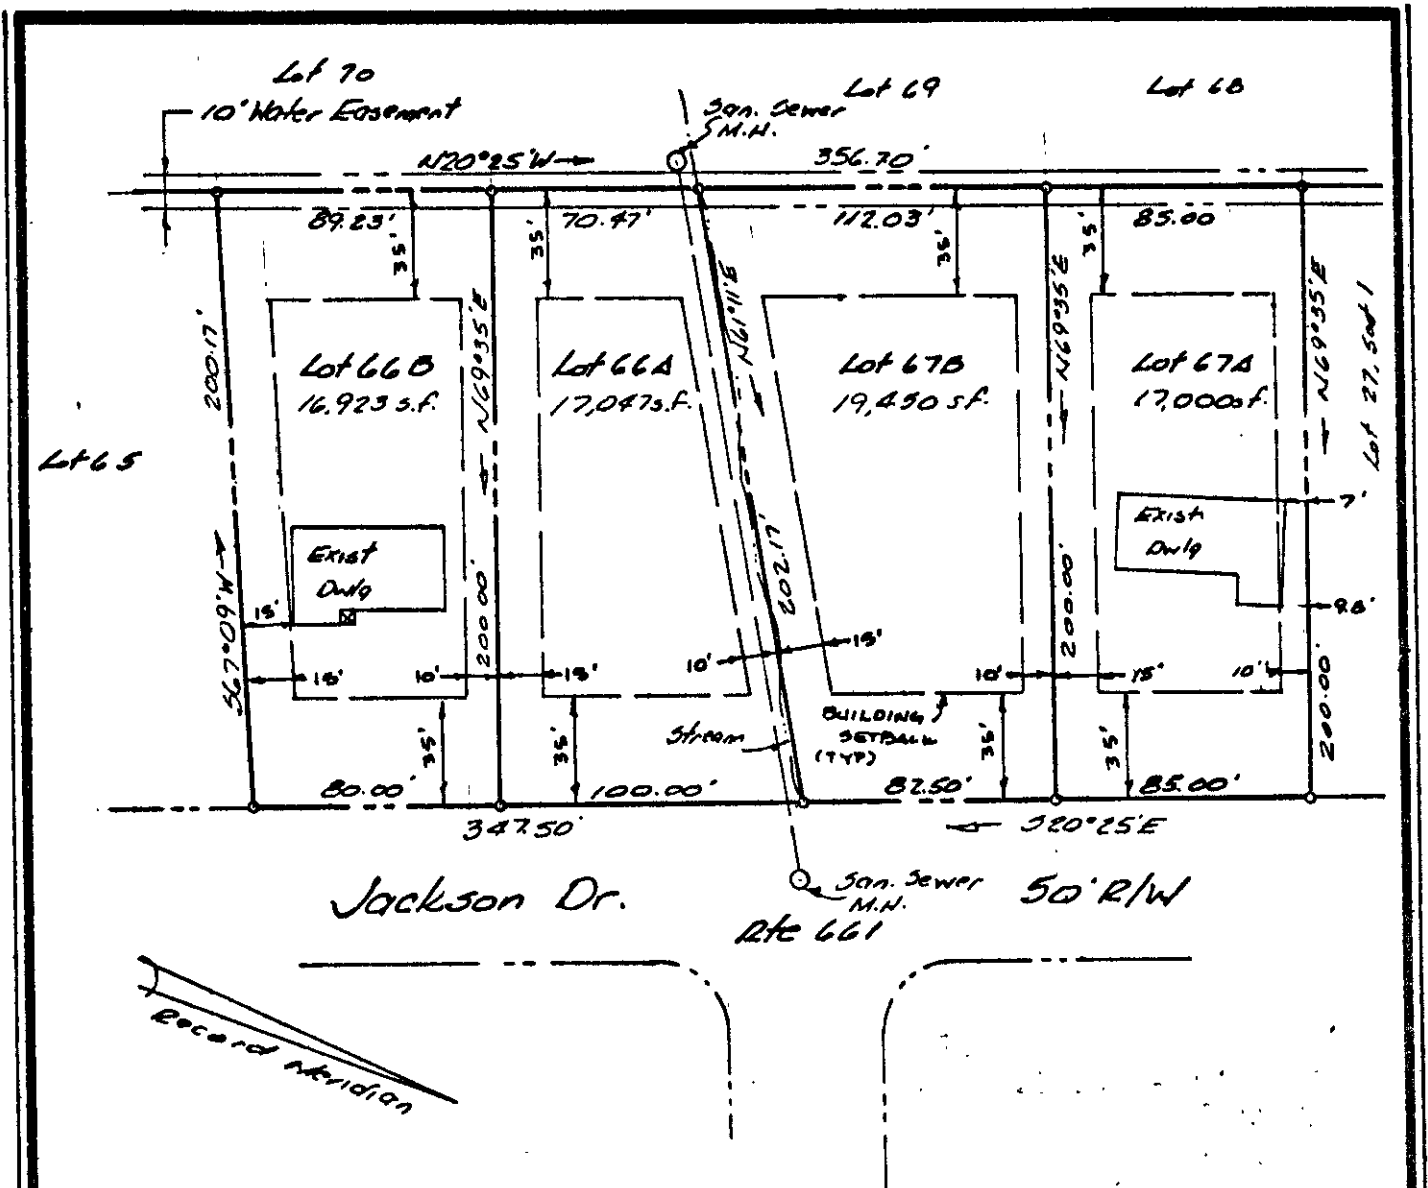 Lot 70
Lot 69
Lot 68
10' Water Easement
San. Sewer
M.H.
N20°25'W
356.70'
89.23'
70.47'
112.03'
85.00
35'
35'
35'
35'
200.17'
N69°35'E
N61°11'E
N69°35'E
N69°35'E
Lot 27, Sect 1
Lot 66B
16,923 s.f.
Lot 66A
17,047 s.f.
Lot 67B
19,450 s.f.
Lot 67A
17,000 s.f.
Lot 65
Exist
Dwlg
Exist
Dwlg
7'
9.8'
S67°09'W
15'
15'
10'
200.00'
15'
10'
202.17'
15'
10'
200.00'
15'
10'
200.00'
Stream
BUILDING
SETBACK
(TYP)
35'
35'
35'
35'
80.00'
100.00'
87.50'
85.00'
347.50'
S20°25'E
Jackson Dr.
San. Sewer
M.H.
50' R/W
Rte 661
Record Meridian